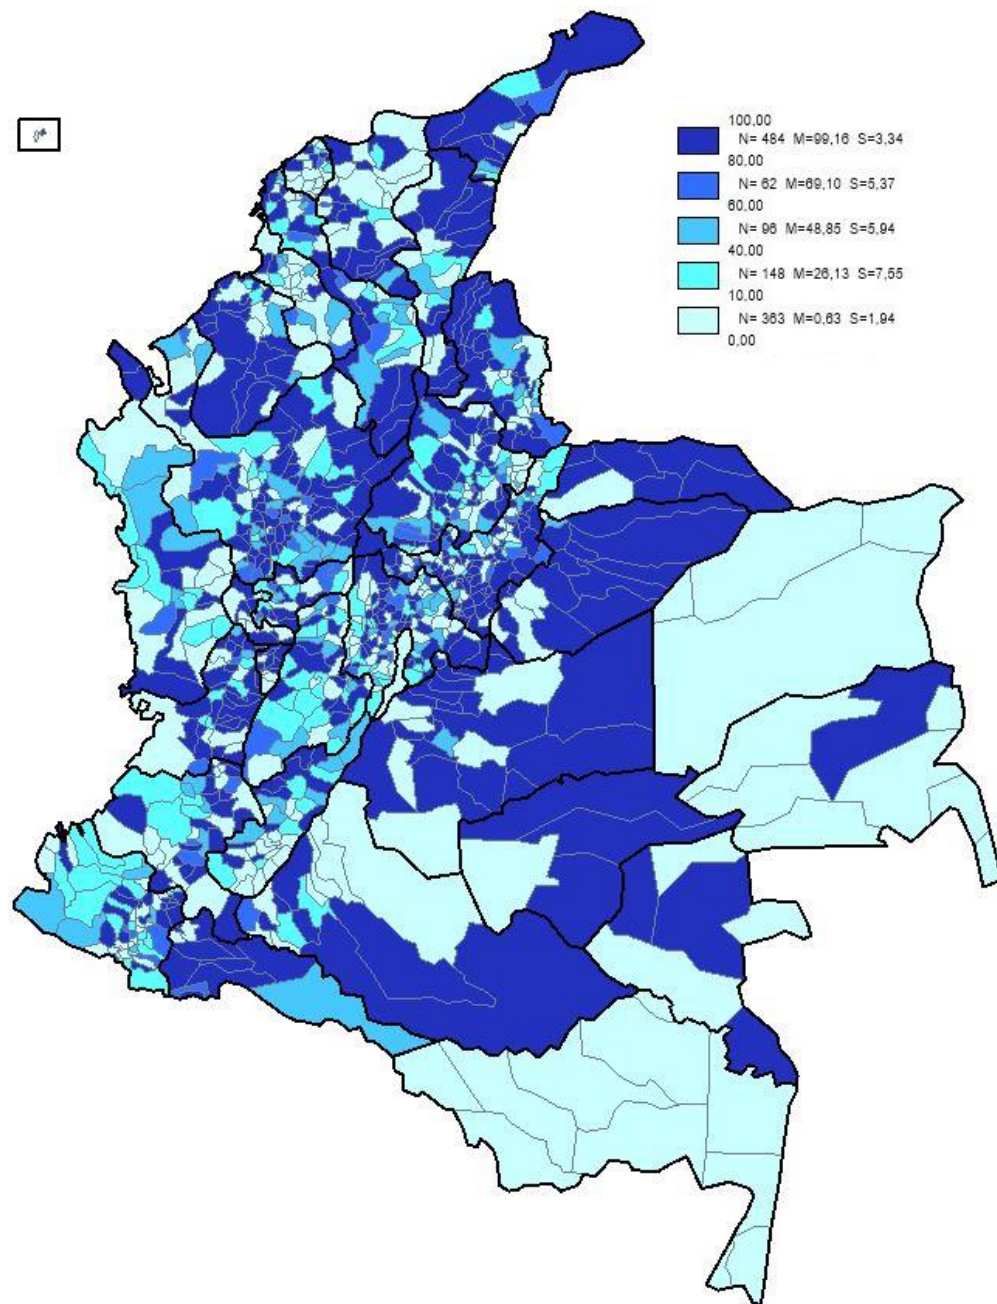 100,00
N= 484 M=99,16 S=3,34
80,00
N= 62 M=69,10 S=5,37
60,00
N= 96 M=48,85 S=5,94
40,00
N= 148 M=26,13 S=7,55
10,00
N= 363 M=0,63 S=1,94
0,00